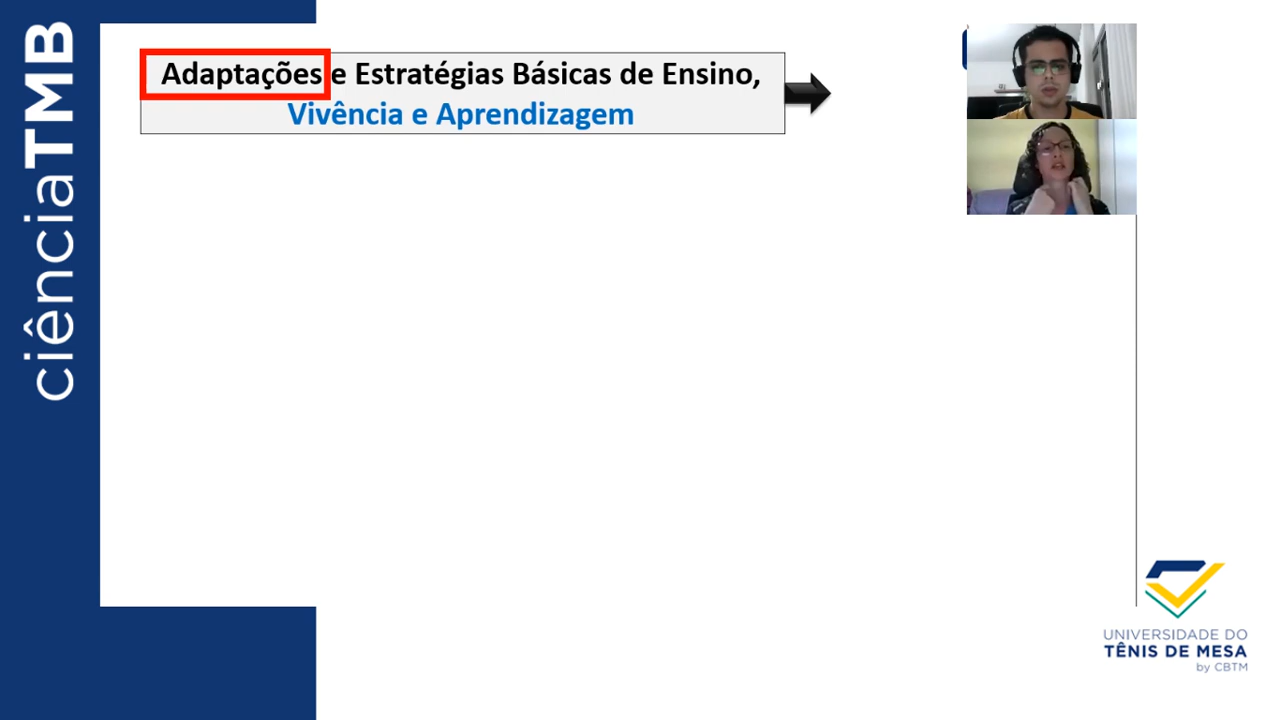 ciênciaTMB
Adaptações e Estratégias Básicas de Ensino,
Vivência e Aprendizagem
UNIVERSIDADE DO
TÊNIS DE MESA
by CBTM